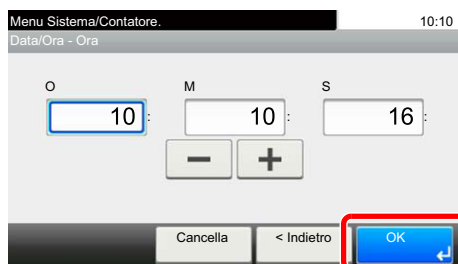 Menu Sistema/Contatore. 10:10
Data/Ora - Ora
O M S
10 : 10 : 16 :
Cancella < Indietro OK